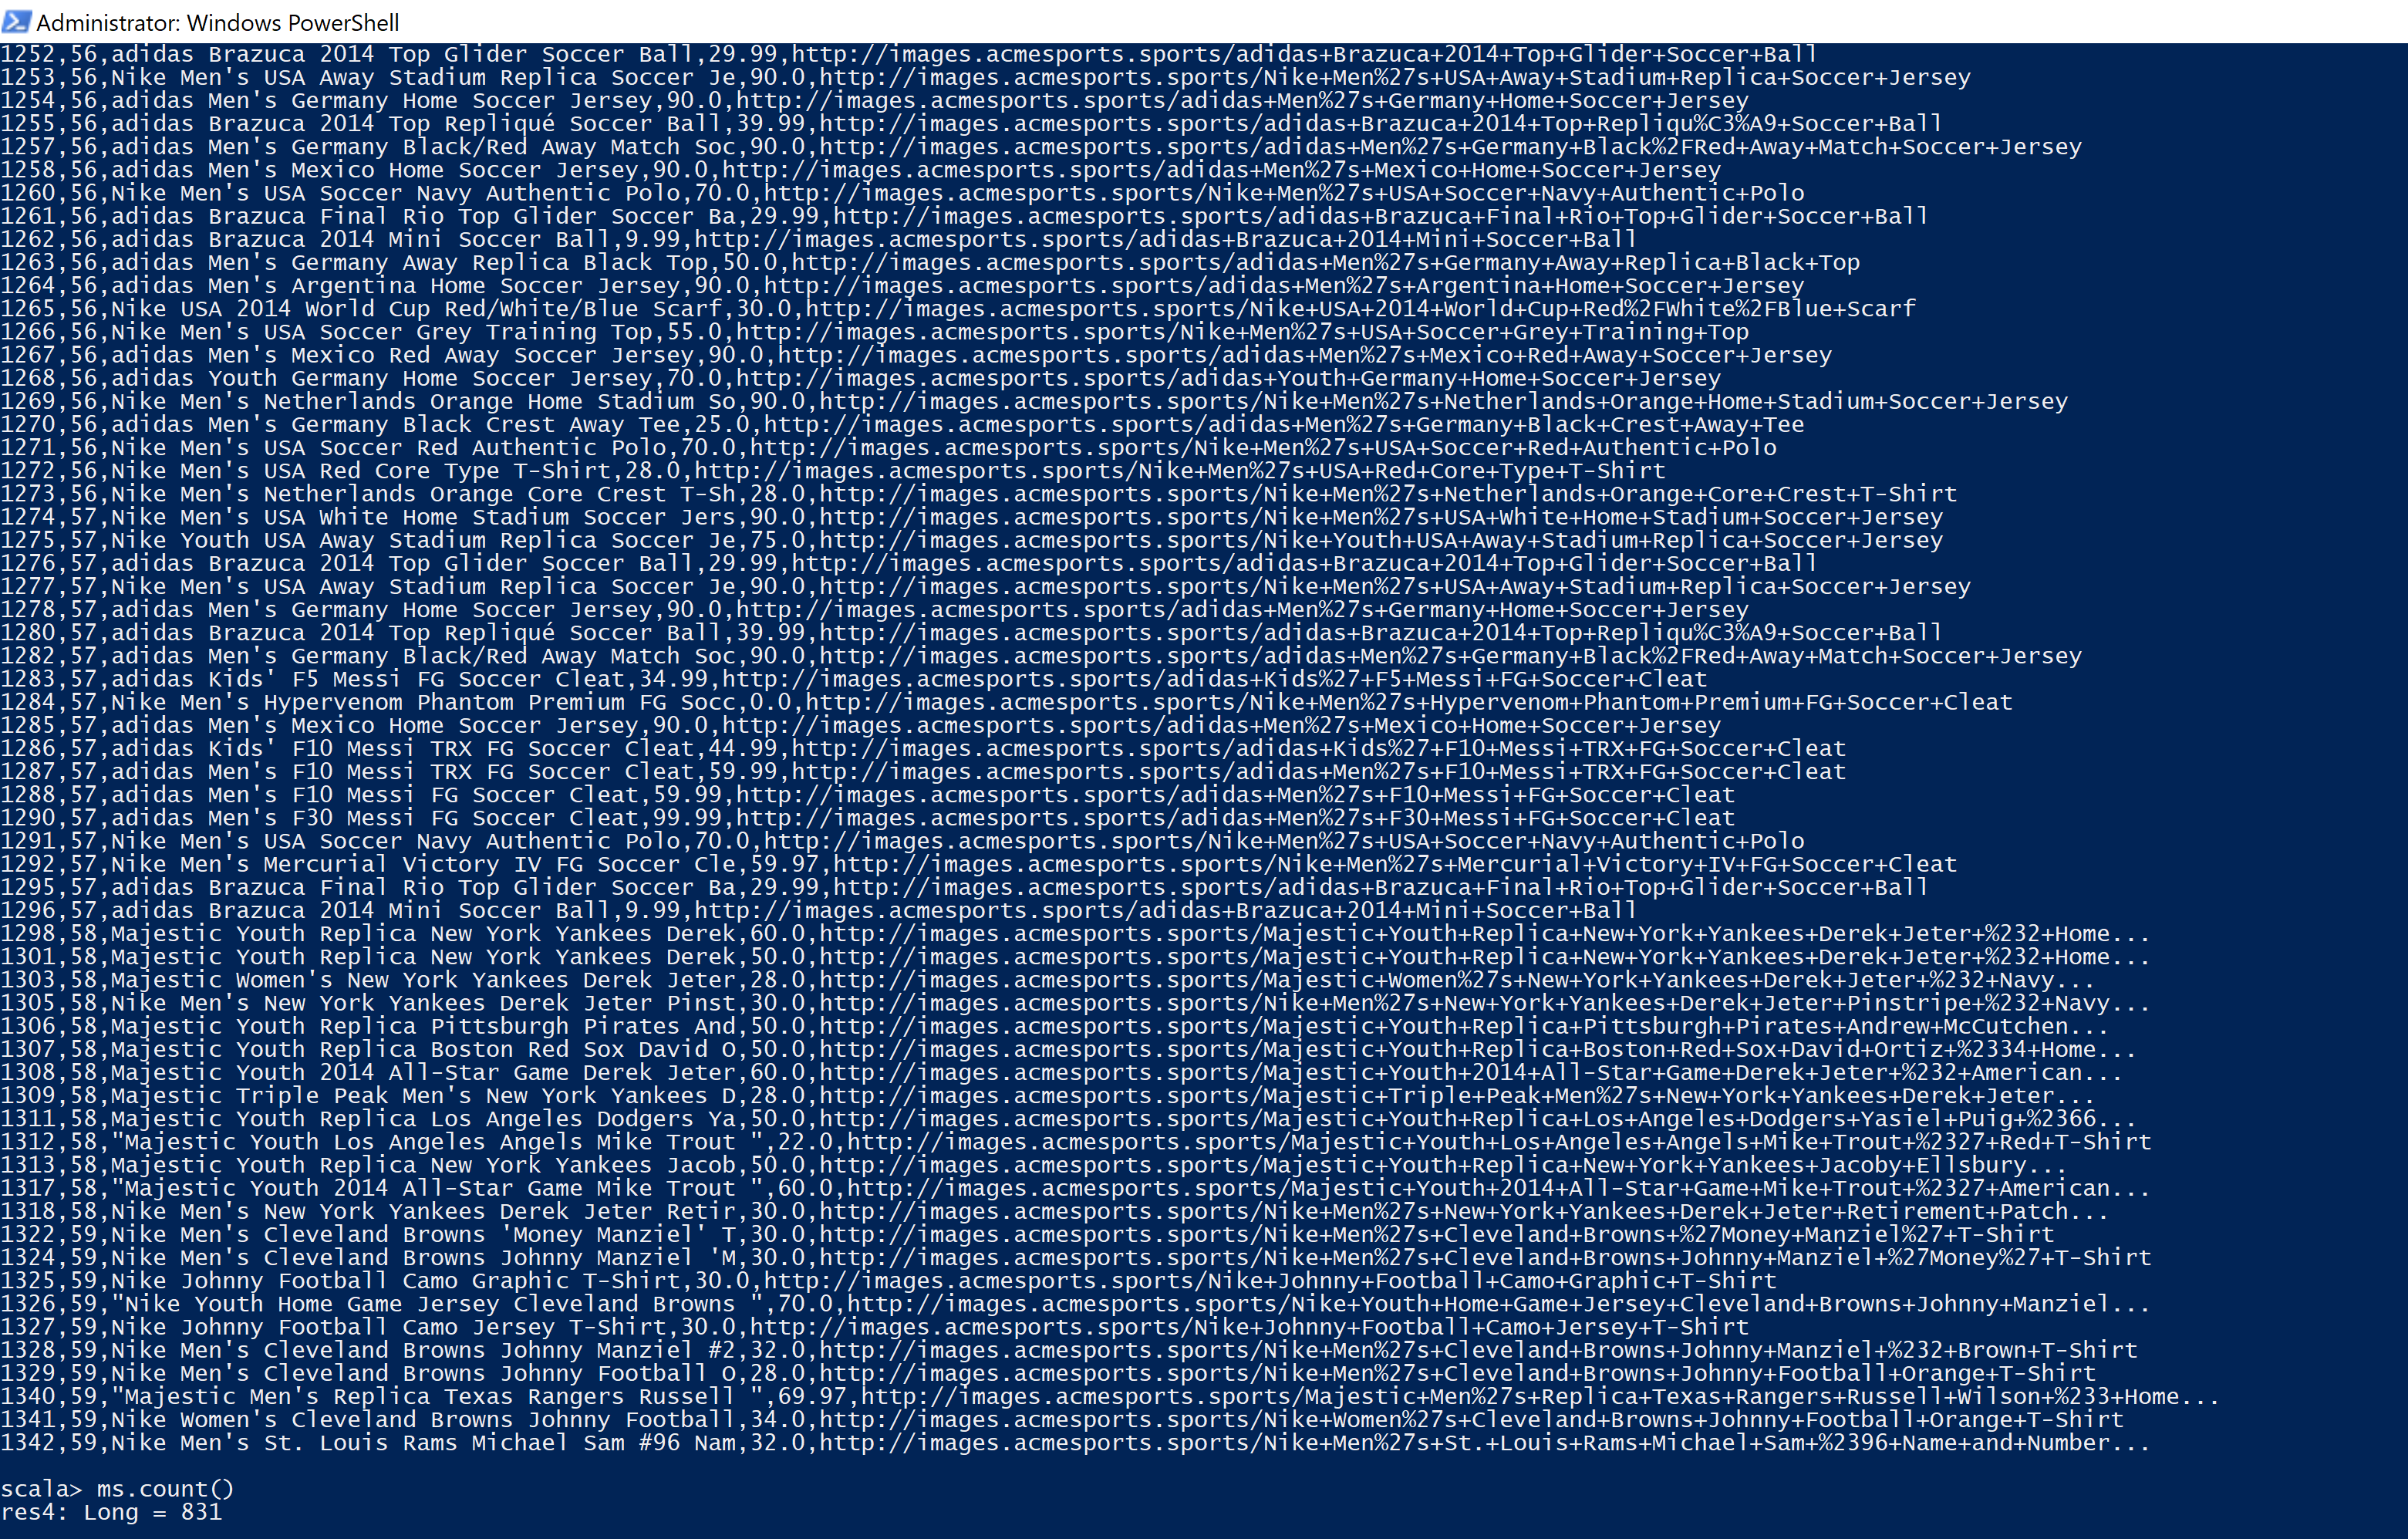 Administrator: Windows PowerShell
1252,56,adidas Brazuca 2014 Top Glider Soccer Ball,29.99,http://images.acmesports.sports/adidas+Brazuca+2014+Top+Glider+Soccer+Ball
1253,56,Nike Men's USA Away Stadium Replica Soccer Je,90.0,http://images.acmesports.sports/Nike+Men%27s+USA+Away+Stadium+Replica+Soccer+Jersey
1254,56,adidas Men's Germany Home Soccer Jersey,90.0,http://images.acmesports.sports/adidas+Men%27s+Germany+Home+Soccer+Jersey
1255,56,adidas Brazuca 2014 Top Repliqué Soccer Ball,39.99,http://images.acmesports.sports/adidas+Brazuca+2014+Top+Repliqu%C3%A9+Soccer+Ball
1257,56,adidas Men's Germany Black/Red Away Match Soc,90.0,http://images.acmesports.sports/adidas+Men%27s+Germany+Black%2FRed+Away+Match+Soccer+Jersey
1258,56,adidas Men's Mexico Home Soccer Jersey,90.0,http://images.acmesports.sports/adidas+Men%27s+Mexico+Home+Soccer+Jersey
1260,56,Nike Men's USA Soccer Navy Authentic Polo,70.0,http://images.acmesports.sports/Nike+Men%27s+USA+Soccer+Navy+Authentic+Polo
1261,56,adidas Brazuca Final Rio Top Glider Soccer Ba,29.99,http://images.acmesports.sports/adidas+Brazuca+Final+Rio+Top+Glider+Soccer+Ball
1262,56,adidas Brazuca 2014 Mini Soccer Ball,9.99,http://images.acmesports.sports/adidas+Brazuca+2014+Mini+Soccer+Ball
1263,56,adidas Men's Germany Away Replica Black Top,50.0,http://images.acmesports.sports/adidas+Men%27s+Germany+Away+Replica+Black+Top
1264,56,adidas Men's Argentina Home Soccer Jersey,90.0,http://images.acmesports.sports/adidas+Men%27s+Argentina+Home+Soccer+Jersey
1265,56,Nike USA 2014 World Cup Red/White/Blue Scarf,30.0,http://images.acmesports.sports/Nike+USA+2014+World+Cup+Red%2FWhite%2FBlue+Scarf
1266,56,Nike Men's USA Soccer Grey Training Top,55.0,http://images.acmesports.sports/Nike+Men%27s+USA+Soccer+Grey+Training+Top
1267,56,adidas Men's Mexico Red Away Soccer Jersey,90.0,http://images.acmesports.sports/adidas+Men%27s+Mexico+Red+Away+Soccer+Jersey
1268,56,adidas Youth Germany Home Soccer Jersey,70.0,http://images.acmesports.sports/adidas+Youth+Germany+Home+Soccer+Jersey
1269,56,Nike Men's Netherlands Orange Home Stadium So,90.0,http://images.acmesports.sports/Nike+Men%27s+Netherlands+Orange+Home+Stadium+Soccer+Jersey
1270,56,adidas Men's Germany Black Crest Away Tee,25.0,http://images.acmesports.sports/adidas+Men%27s+Germany+Black+Crest+Away+Tee
1271,56,Nike Men's USA Soccer Red Authentic Polo,70.0,http://images.acmesports.sports/Nike+Men%27s+USA+Soccer+Red+Authentic+Polo
1272,56,Nike Men's USA Red Core Type T-Shirt,28.0,http://images.acmesports.sports/Nike+Men%27s+USA+Red+Core+Type+T-Shirt
1273,56,Nike Men's Netherlands Orange Core Crest T-Sh,28.0,http://images.acmesports.sports/Nike+Men%27s+Netherlands+Orange+Core+Crest+T-Shirt
1274,57,Nike Men's USA White Home Stadium Soccer Jers,90.0,http://images.acmesports.sports/Nike+Men%27s+USA+White+Home+Stadium+Soccer+Jersey
1275,57,Nike Youth USA Away Stadium Replica Soccer Je,75.0,http://images.acmesports.sports/Nike+Youth+USA+Away+Stadium+Replica+Soccer+Jersey
1276,57,adidas Brazuca 2014 Top Glider Soccer Ball,29.99,http://images.acmesports.sports/adidas+Brazuca+2014+Top+Glider+Soccer+Ball
1277,57,Nike Men's USA Away Stadium Replica Soccer Je,90.0,http://images.acmesports.sports/Nike+Men%27s+USA+Away+Stadium+Replica+Soccer+Jersey
1278,57,adidas Men's Germany Home Soccer Jersey,90.0,http://images.acmesports.sports/adidas+Men%27s+Germany+Home+Soccer+Jersey
1280,57,adidas Brazuca 2014 Top Repliqué Soccer Ball,39.99,http://images.acmesports.sports/adidas+Brazuca+2014+Top+Repliqu%C3%A9+Soccer+Ball
1282,57,adidas Men's Germany Black/Red Away Match Soc,90.0,http://images.acmesports.sports/adidas+Men%27s+Germany+Black%2FRed+Away+Match+Soccer+Jersey
1283,57,adidas Kids' F5 Messi FG Soccer Cleat,34.99,http://images.acmesports.sports/adidas+Kids%27+F5+Messi+FG+Soccer+Cleat
1284,57,Nike Men's Hypervenom Phantom Premium FG Socc,0.0,http://images.acmesports.sports/Nike+Men%27s+Hypervenom+Phantom+Premium+FG+Soccer+Cleat
1285,57,adidas Men's Mexico Home Soccer Jersey,90.0,http://images.acmesports.sports/adidas+Men%27s+Mexico+Home+Soccer+Jersey
1286,57,adidas Kids' F10 Messi TRX FG Soccer Cleat,44.99,http://images.acmesports.sports/adidas+Kids%27+F10+Messi+TRX+FG+Soccer+Cleat
1287,57,adidas Men's F10 Messi TRX FG Soccer Cleat,59.99,http://images.acmesports.sports/adidas+Men%27s+F10+Messi+TRX+FG+Soccer+Cleat
1288,57,adidas Men's F10 Messi FG Soccer Cleat,59.99,http://images.acmesports.sports/adidas+Men%27s+F10+Messi+FG+Soccer+Cleat
1290,57,adidas Men's F30 Messi FG Soccer Cleat,99.99,http://images.acmesports.sports/adidas+Men%27s+F30+Messi+FG+Soccer+Cleat
1291,57,Nike Men's USA Soccer Navy Authentic Polo,70.0,http://images.acmesports.sports/Nike+Men%27s+USA+Soccer+Navy+Authentic+Polo
1292,57,Nike Men's Mercurial Victory IV FG Soccer Cle,59.97,http://images.acmesports.sports/Nike+Men%27s+Mercurial+Victory+IV+FG+Soccer+Cleat
1295,57,adidas Brazuca Final Rio Top Glider Soccer Ba,29.99,http://images.acmesports.sports/adidas+Brazuca+Final+Rio+Top+Glider+Soccer+Ball
1296,57,adidas Brazuca 2014 Mini Soccer Ball,9.99,http://images.acmesports.sports/adidas+Brazuca+2014+Mini+Soccer+Ball
1298,58,Majestic Youth Replica New York Yankees Derek,60.0,http://images.acmesports.sports/Majestic+Youth+Replica+New+York+Yankees+Derek+Jeter+%232+Home...
1301,58,Majestic Youth Replica New York Yankees Derek,50.0,http://images.acmesports.sports/Majestic+Youth+Replica+New+York+Yankees+Derek+Jeter+%232+Home...
1303,58,Majestic Women's New York Yankees Derek Jeter,28.0,http://images.acmesports.sports/Majestic+Women%27s+New+York+Yankees+Derek+Jeter+%232+Navy...
1305,58,Nike Men's New York Yankees Derek Jeter Pinst,30.0,http://images.acmesports.sports/Nike+Men%27s+New+York+Yankees+Derek+Jeter+Pinstripe+%232+Navy...
1306,58,Majestic Youth Replica Pittsburgh Pirates And,50.0,http://images.acmesports.sports/Majestic+Youth+Replica+Pittsburgh+Pirates+Andrew+McCutchen...
1307,58,Majestic Youth Replica Boston Red Sox David O,50.0,http://images.acmesports.sports/Majestic+Youth+Replica+Boston+Red+Sox+David+Ortiz+%2334+Home...
1308,58,Majestic Youth 2014 All-Star Game Derek Jeter,60.0,http://images.acmesports.sports/Majestic+Youth+2014+All-Star+Game+Derek+Jeter+%232+American...
1309,58,Majestic Triple Peak Men's New York Yankees D,28.0,http://images.acmesports.sports/Majestic+Triple+Peak+Men%27s+New+York+Yankees+Derek+Jeter...
1311,58,Majestic Youth Replica Los Angeles Dodgers Ya,50.0,http://images.acmesports.sports/Majestic+Youth+Replica+Los+Angeles+Dodgers+Yasiel+Puig+%2366...
1312,58,"Majestic Youth Los Angeles Angels Mike Trout ",22.0,http://images.acmesports.sports/Majestic+Youth+Los+Angeles+Angels+Mike+Trout+%2327+Red+T-Shirt
1313,58,Majestic Youth Replica New York Yankees Jacob,50.0,http://images.acmesports.sports/Majestic+Youth+Replica+New+York+Yankees+Jacoby+Ellsbury...
1317,58,"Majestic Youth 2014 All-Star Game Mike Trout ",60.0,http://images.acmesports.sports/Majestic+Youth+2014+All-Star+Game+Mike+Trout+%2327+American...
1318,58,Nike Men's New York Yankees Derek Jeter Retir,30.0,http://images.acmesports.sports/Nike+Men%27s+New+York+Yankees+Derek+Jeter+Retirement+Patch...
1322,59,Nike Men's Cleveland Browns 'Money Manziel' T,30.0,http://images.acmesports.sports/Nike+Men%27s+Cleveland+Browns+%27Money+Manziel%27+T-Shirt
1324,59,Nike Men's Cleveland Browns Johnny Manziel 'M,30.0,http://images.acmesports.sports/Nike+Men%27s+Cleveland+Browns+Johnny+Manziel+%27Money%27+T-Shirt
1325,59,Nike Johnny Football Camo Graphic T-Shirt,30.0,http://images.acmesports.sports/Nike+Johnny+Football+Camo+Graphic+T-Shirt
1326,59,"Nike Youth Home Game Jersey Cleveland Browns ",70.0,http://images.acmesports.sports/Nike+Youth+Home+Game+Jersey+Cleveland+Browns+Johnny+Manziel...
1327,59,Nike Johnny Football Camo Jersey T-Shirt,30.0,http://images.acmesports.sports/Nike+Johnny+Football+Camo+Jersey+T-Shirt
1328,59,Nike Men's Cleveland Browns Johnny Manziel #2,32.0,http://images.acmesports.sports/Nike+Men%27s+Cleveland+Browns+Johnny+Manziel+%232+Brown+T-Shirt
1329,59,Nike Men's Cleveland Browns Johnny Football O,28.0,http://images.acmesports.sports/Nike+Men%27s+Cleveland+Browns+Johnny+Football+Orange+T-Shirt
1340,59,"Majestic Men's Replica Texas Rangers Russell ",69.97,http://images.acmesports.sports/Majestic+Men%27s+Replica+Texas+Rangers+Russell+Wilson+%233+Home...
1341,59,Nike Women's Cleveland Browns Johnny Football,34.0,http://images.acmesports.sports/Nike+Women%27s+Cleveland+Browns+Johnny+Football+Orange+T-Shirt
1342,59,Nike Men's St. Louis Rams Michael Sam #96 Nam,32.0,http://images.acmesports.sports/Nike+Men%27s+St.+Louis+Rams+Michael+Sam+%2396+Name+and+Number...
scala> ms.count()
res4: Long = 831